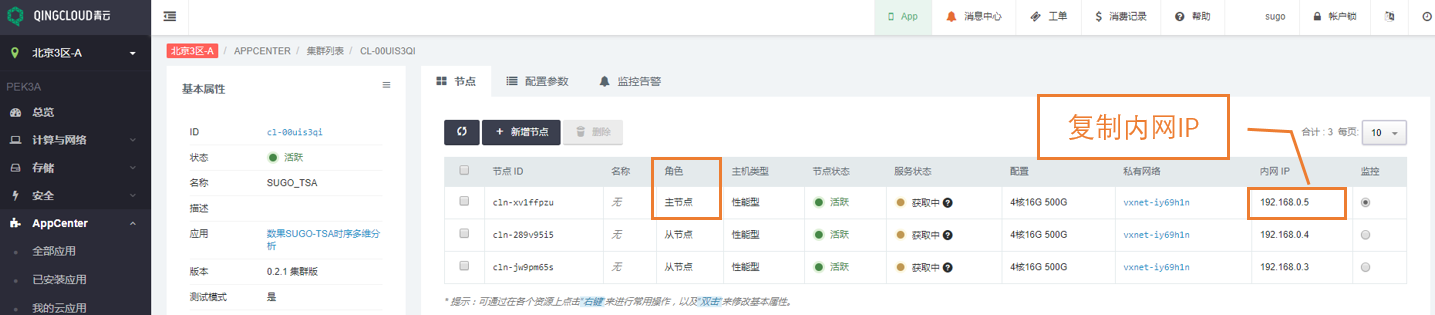 QINGCLOUD青云
App
消息中心
工单
消费记录
帮助
sugo
帐户锁
北京3区-A
北京3区-A / APPCENTER / 集群列表 / CL-00UIS3QI
PEK3A
总览
计算与网络
存储
安全
AppCenter
全部应用
已安装应用
我的云应用
基本属性
ID cl-00uis3qi
状态 活跃
名称 SUGO_TSA
描述
应用 数果SUGO-TSA时序多维分
析
版本 0.2.1 集群版
测试模式 是
节点
配置参数
监控告警
复制内网IP
新增节点
删除
合计 : 3 每页: 10
节点 ID 名称 角色 主机类型 节点状态 服务状态 配置 私有网络 内网 IP 监控
cln-xv1ffpzu 无 主节点 性能型 活跃 获取中 4核16G 500G vxnet-iy69h1n 192.168.0.5
cln-289v95i5 无 从节点 性能型 活跃 获取中 4核16G 500G vxnet-iy69h1n 192.168.0.4
cln-jw9pm65s 无 从节点 性能型 活跃 获取中 4核16G 500G vxnet-iy69h1n 192.168.0.3
* 提示：可通过在各个资源上点击"右键"来进行常用操作，以及"双击"来修改基本属性。